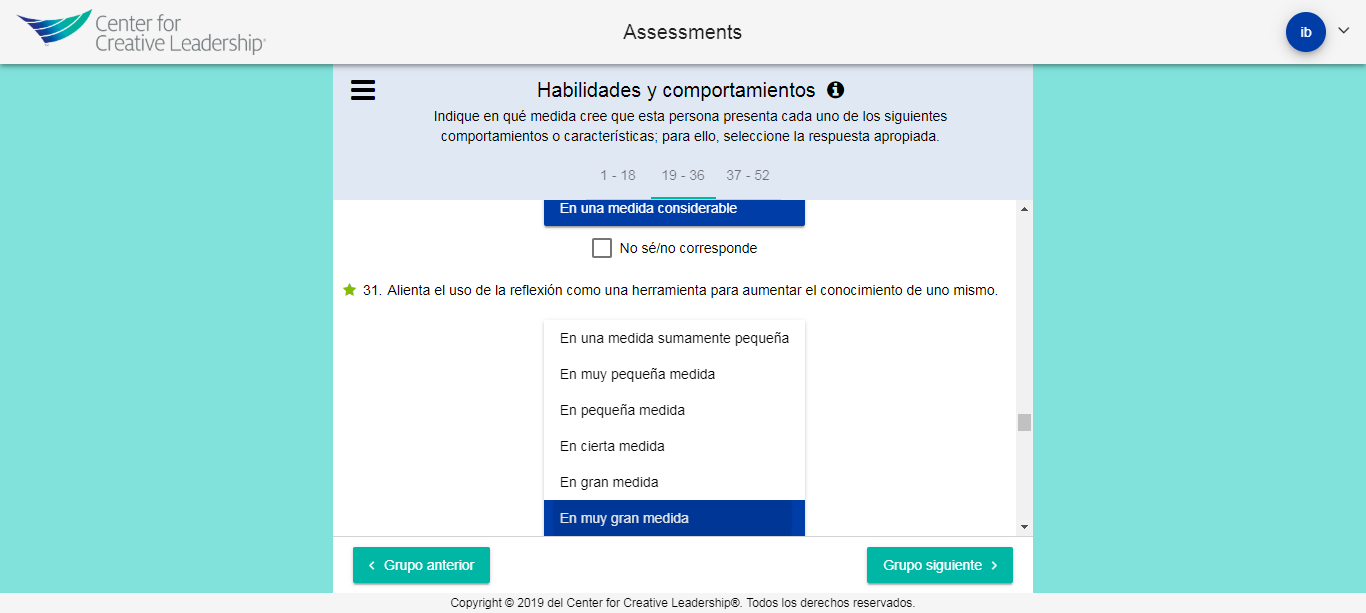 Center for
Creative Leadership®
Assessments
ib
Habilidades y comportamientos
Indique en qué medida cree que esta persona presenta cada uno de los siguientes
comportamientos o características; para ello, seleccione la respuesta apropiada.
1 - 18 19 - 36 37 - 52
En una medida considerable
No sé/no corresponde
31. Alienta el uso de la reflexión como una herramienta para aumentar el conocimiento de uno mismo.
En una medida sumamente pequeña
En muy pequeña medida
En pequeña medida
En cierta medida
En gran medida
En muy gran medida
Grupo anterior
Grupo siguiente
Copyright © 2019 del Center for Creative Leadership®. Todos los derechos reservados.